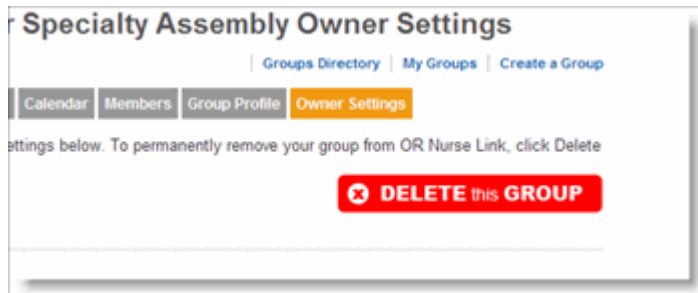 r Specialty Assembly Owner Settings
Groups Directory | My Groups | Create a Group
Calendar Members Group Profile Owner Settings
ettings below. To permanently remove your group from OR Nurse Link, click Delete
DELETE this GROUP